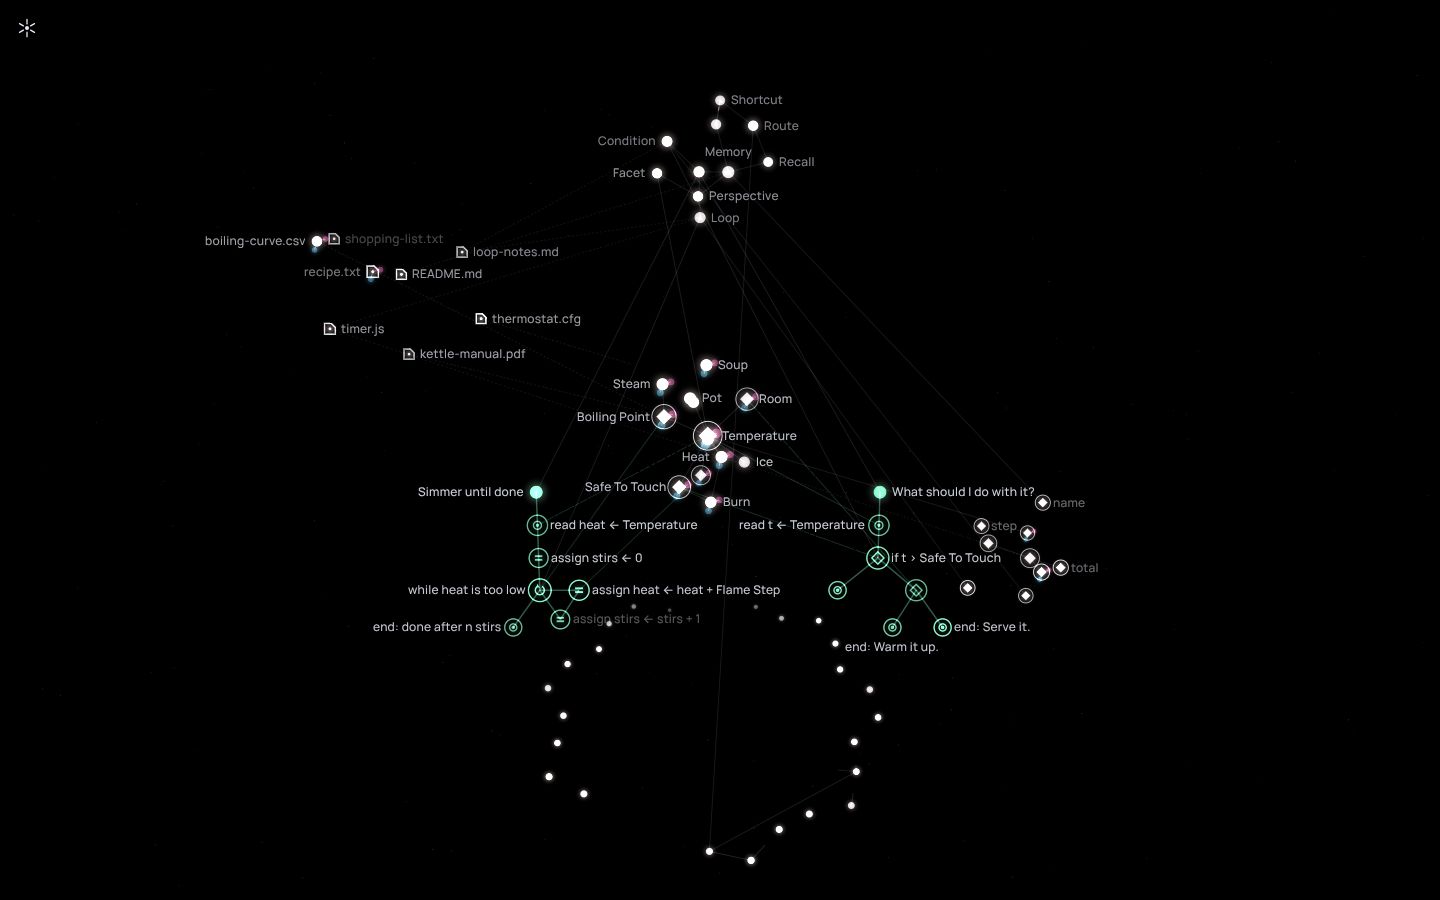 Shortcut
Route
Condition
Memory
Recall
Facet
Perspective
Loop
boiling-curve.csv
shopping-list.txt
loop-notes.md
recipe.txt
README.md
thermostat.cfg
timer.js
kettle-manual.pdf
Soup
Steam
Pot
Room
Boiling Point
Temperature
Heat
Ice
Safe To Touch
Burn
Simmer until done
What should I do with it?
name
read heat ← Temperature
read t ← Temperature
step
assign stirs ← 0
if t > Safe To Touch
total
while heat is too low
assign heat ← heat + Flame Step
assign stirs ← stirs + 1
end: done after n stirs
end: Serve it.
end: Warm it up.